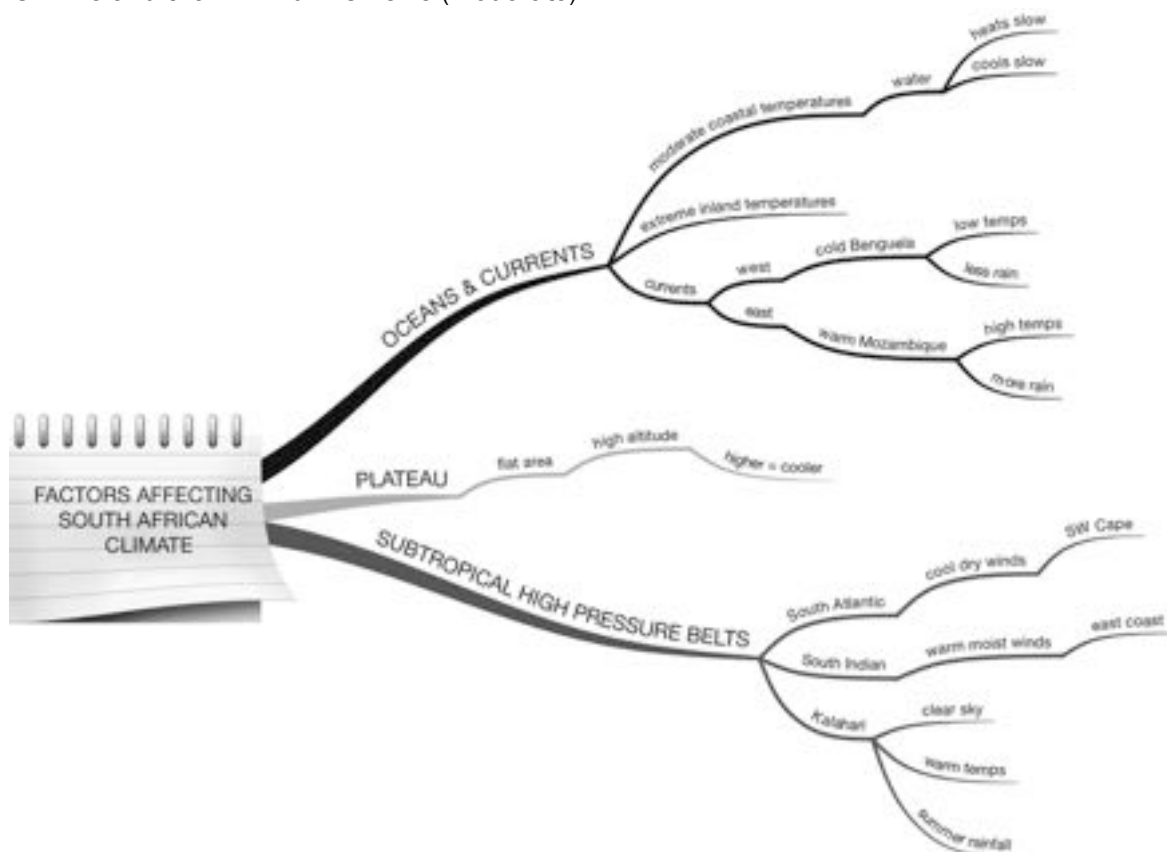 FACTORS AFFECTING
SOUTH AFRICAN
CLIMATE
OCEANS & CURRENTS
moderate coastal temperatures
water
heats slow
cools slow
extreme inland temperatures
currents
west
cold Benguela
low temps
less rain
east
warm Mozambique
high temps
more rain
PLATEAU
flat area
high altitude
higher = cooler
SUBTROPICAL HIGH PRESSURE BELTS
South Atlantic
cool dry winds
SW Cape
South Indian
warm moist winds
east coast
Kalahari
clear sky
warm temps
summer rainfall